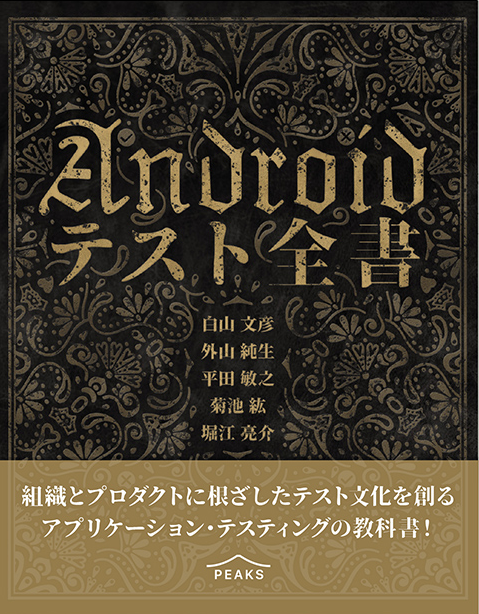 Android
テスト全書
白山 文彦
外山 純生
平田 敏之
菊池 紘
堀江 亮介
組織とプロダクトに根ざしたテスト文化を創る
アプリケーション・テスティングの教科書！
PEAKS